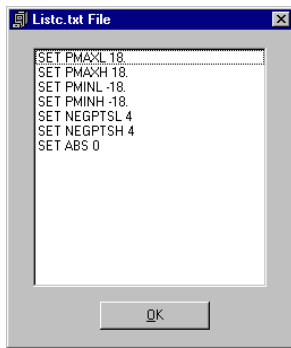 Listc.txt File
SET PMAXL 18.
SET PMAXH 18.
SET PMINL -18.
SET PMINH -18.
SET NEGPTSL 4
SET NEGPTSH 4
SET ABS 0
OK